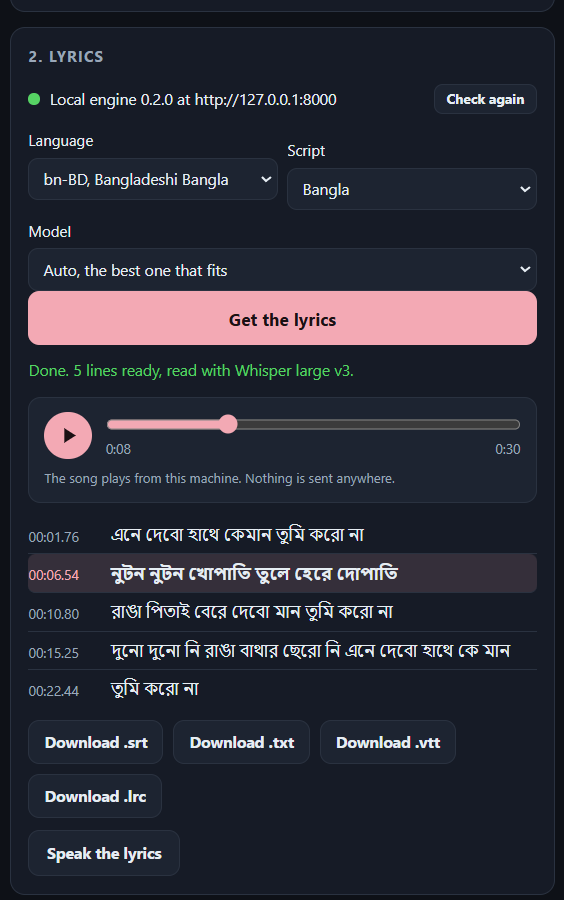 2. LYRICS
Local engine 0.2.0 at http://127.0.0.1:8000
Check again
Language
Script
bn-BD, Bangladeshi Bangla
Bangla
Model
Auto, the best one that fits
Get the lyrics
Done. 5 lines ready, read with Whisper large v3.
0:08
0:30
The song plays from this machine. Nothing is sent anywhere.
00:01.76 এনে দেবো হাথে কেমান তুমি করো না
00:06.54 নুটন নুটন খোপাতি তুলে হেরে দোপাতি
00:10.80 রাঙা পিতাই বেরে দেবো মান তুমি করো না
00:15.25 দুনো দুনো নি রাঙা বাথার ছেরো নি এনে দেবো হাথে কে মান
00:22.44 তুমি করো না
Download .srt
Download .txt
Download .vtt
Download .lrc
Speak the lyrics